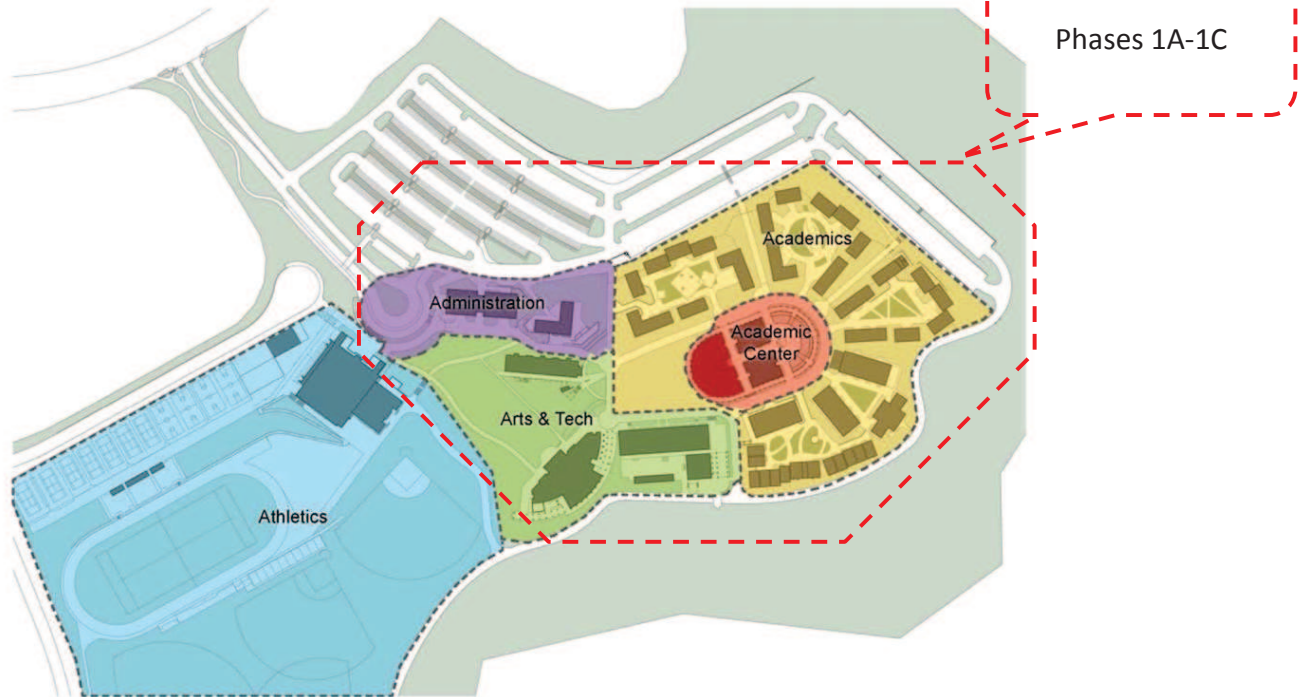 Phases 1A-1C
Academics
Administration
Academic
Center
Arts & Tech
Athletics